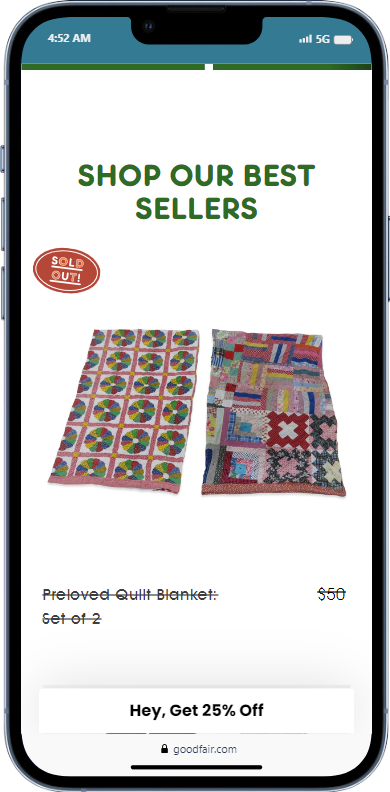 4:52 AM 5G
SHOP OUR BEST
SELLERS
SOLD
OUT!
Preloved Quilt Blanket: $50
Set of 2
Hey, Get 25% Off
goodfair.com